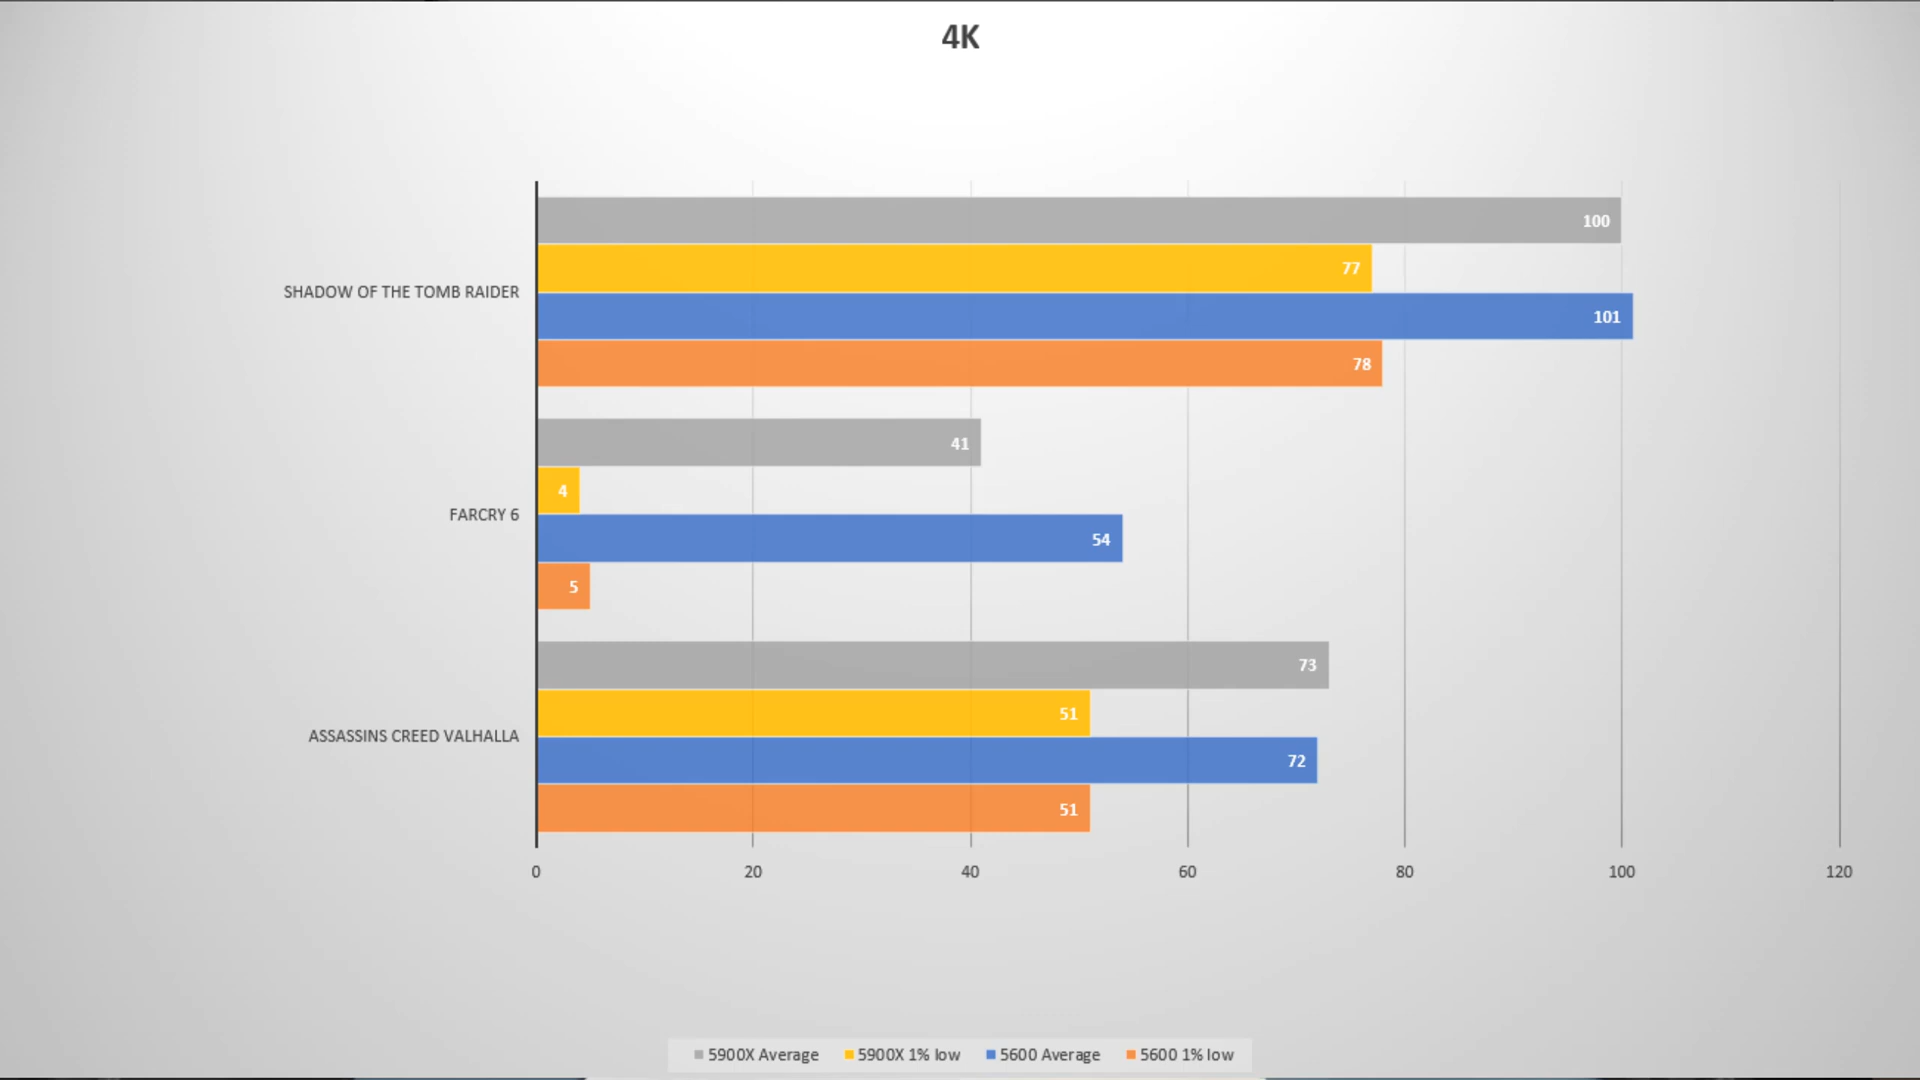 4K
SHADOW OF THE TOMB RAIDER
100
77
101
78
FARCRY 6
41
4
54
5
ASSASSINS CREED VALHALLA
73
51
72
51
0 20 40 60 80 100 120
5900X Average 5900X 1% low 5600 Average 5600 1% low